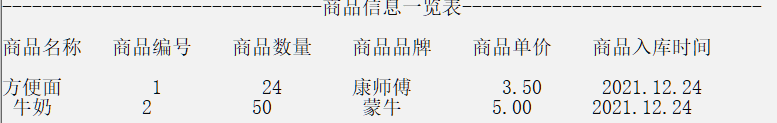 --------------------------------商品信息一览表------------------------------
商品名称 商品编号 商品数量 商品品牌 商品单价 商品入库时间
方便面 1 24 康师傅 3.50 2021.12.24
牛奶 2 50 蒙牛 5.00 2021.12.24